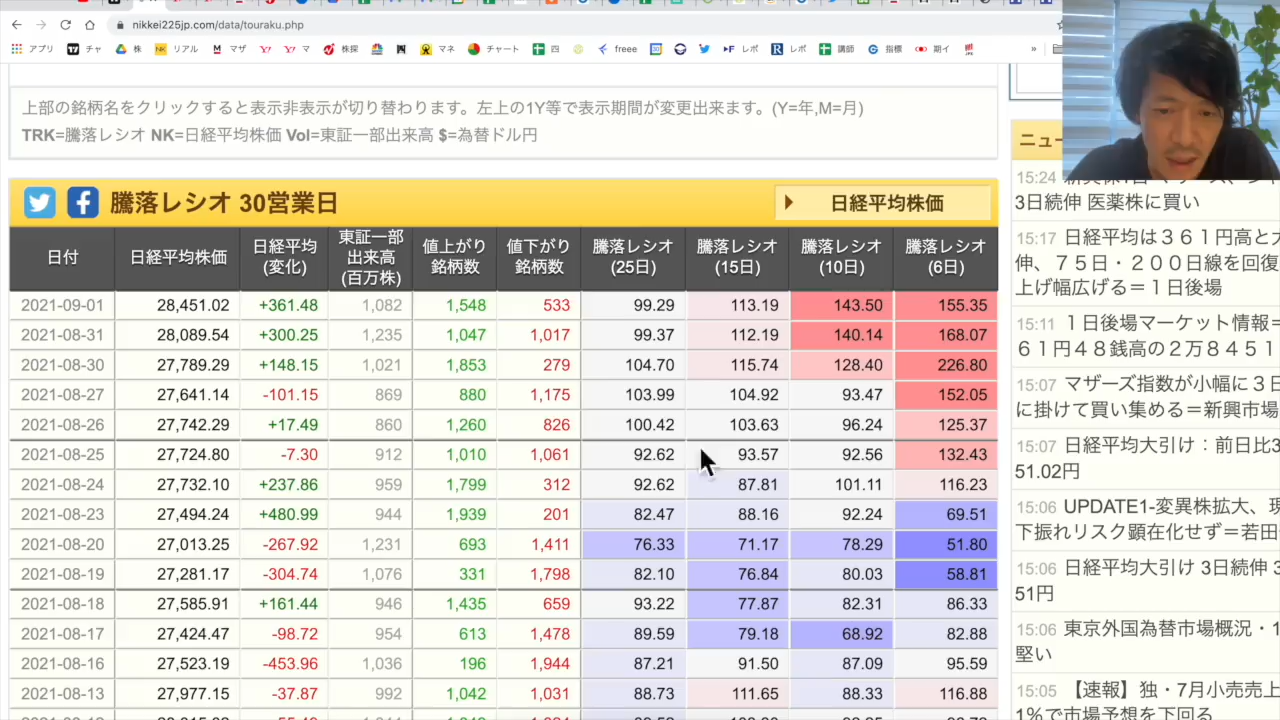 nikkei225jp.com/data/touraku.php
アプリ チャ 株 リアル マザ マ 株探 マネ チャート 四 freee レポ レポ 講師 指標 期イ »
上部の銘柄名をクリックすると表示非表示が切り替わります。左上の1Y等で表示期間が変更出来ます。(Y=年,M=月)
TRK=騰落レシオ NK=日経平均株価 Vol=東証一部出来高 $=為替ドル円
騰落レシオ 30営業日
日経平均株価
日付 日経平均株価 日経平均(変化) 東証一部出来高(百万株) 値上がり銘柄数 値下がり銘柄数 騰落レシオ(25日) 騰落レシオ(15日) 騰落レシオ(10日) 騰落レシオ(6日)
2021-09-01 28,451.02 +361.48 1,082 1,548 533 99.29 113.19 143.50 155.35
2021-08-31 28,089.54 +300.25 1,235 1,047 1,017 99.37 112.19 140.14 168.07
2021-08-30 27,789.29 +148.15 1,021 1,853 279 104.70 115.74 128.40 226.80
2021-08-27 27,641.14 -101.15 869 880 1,175 103.99 104.92 93.47 152.05
2021-08-26 27,742.29 +17.49 860 1,260 826 100.42 103.63 96.24 125.37
2021-08-25 27,724.80 -7.30 912 1,010 1,061 92.62 93.57 92.56 132.43
2021-08-24 27,732.10 +237.86 959 1,799 312 92.62 87.81 101.11 116.23
2021-08-23 27,494.24 +480.99 944 1,939 201 82.47 88.16 92.24 69.51
2021-08-20 27,013.25 -267.92 1,231 693 1,411 76.33 71.17 78.29 51.80
2021-08-19 27,281.17 -304.74 1,076 331 1,798 82.10 76.84 80.03 58.81
2021-08-18 27,585.91 +161.44 946 1,435 659 93.22 77.87 82.31 86.33
2021-08-17 27,424.47 -98.72 954 613 1,478 89.59 79.18 68.92 82.88
2021-08-16 27,523.19 -453.96 1,036 196 1,944 87.21 91.50 87.09 95.59
2021-08-13 27,977.15 -37.87 992 1,042 1,031 88.73 111.65 88.33 116.88
ニュー
15:24
3日続伸 医薬株に買い
15:17 日経平均は３６１円高と大
伸、７５日・２００日線を回復
上げ幅広げる＝１日後場
15:11 １日後場マーケット情報＝
６１円４８銭高の２万８４５１
15:07 マザーズ指数が小幅に３日
に掛けて買い集める＝新興市場
15:07 日経平均大引け：前日比3
51.02円
15:06 UPDATE1-変異株拡大、現
下振れリスク顕在化せず＝若田
15:06 日経平均大引け 3日続伸 3
51円
15:06 東京外国為替市場概況・1
堅い
15:05 【速報】独・7月小売売上
1％で市場予想を下回る